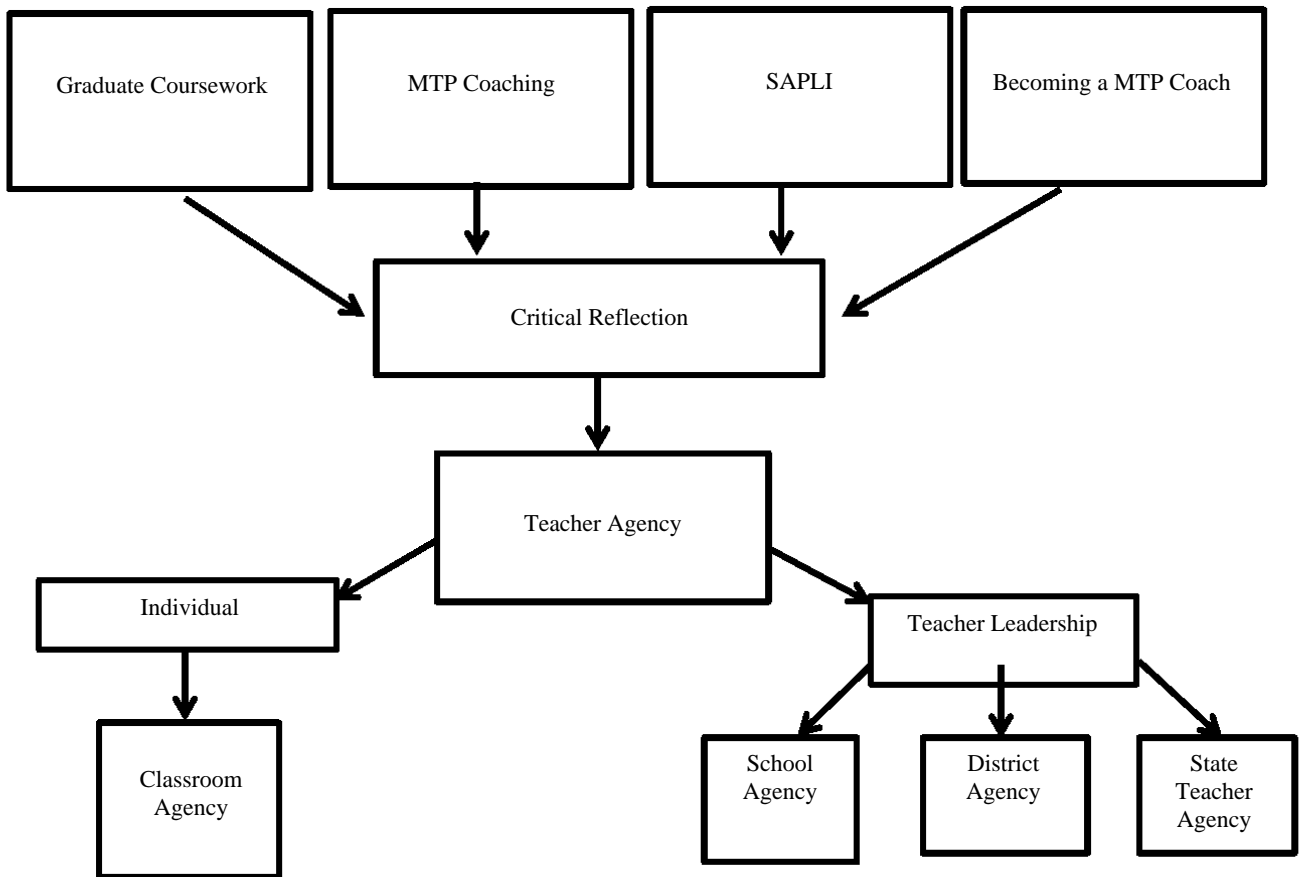 Graduate Coursework
MTP Coaching
SAPLI
Becoming a MTP Coach
Critical Reflection
Teacher Agency
Individual
Teacher Leadership
Classroom
Agency
School
Agency
District
Agency
State
Teacher
Agency